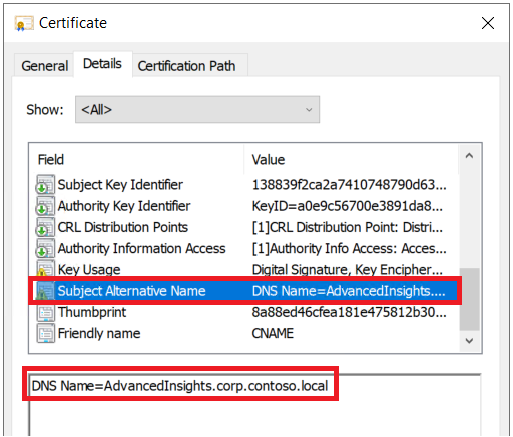 Certificate
General Details Certification Path
Show: <All>
Field Value
Subject Key Identifier 138839f2ca2a7410748790d63...
Authority Key Identifier KeyID=a0e9c56700e3891da8...
CRL Distribution Points [1]CRL Distribution Point: Distri...
Authority Information Access [1]Authority Info Access: Acces...
Key Usage Digital Signature, Key Encipher...
Subject Alternative Name DNS Name=AdvancedInsights....
Thumbprint 8a88ed46cfea181e475812b30...
Friendly name CNAME
DNS Name=AdvancedInsights.corp.contoso.local